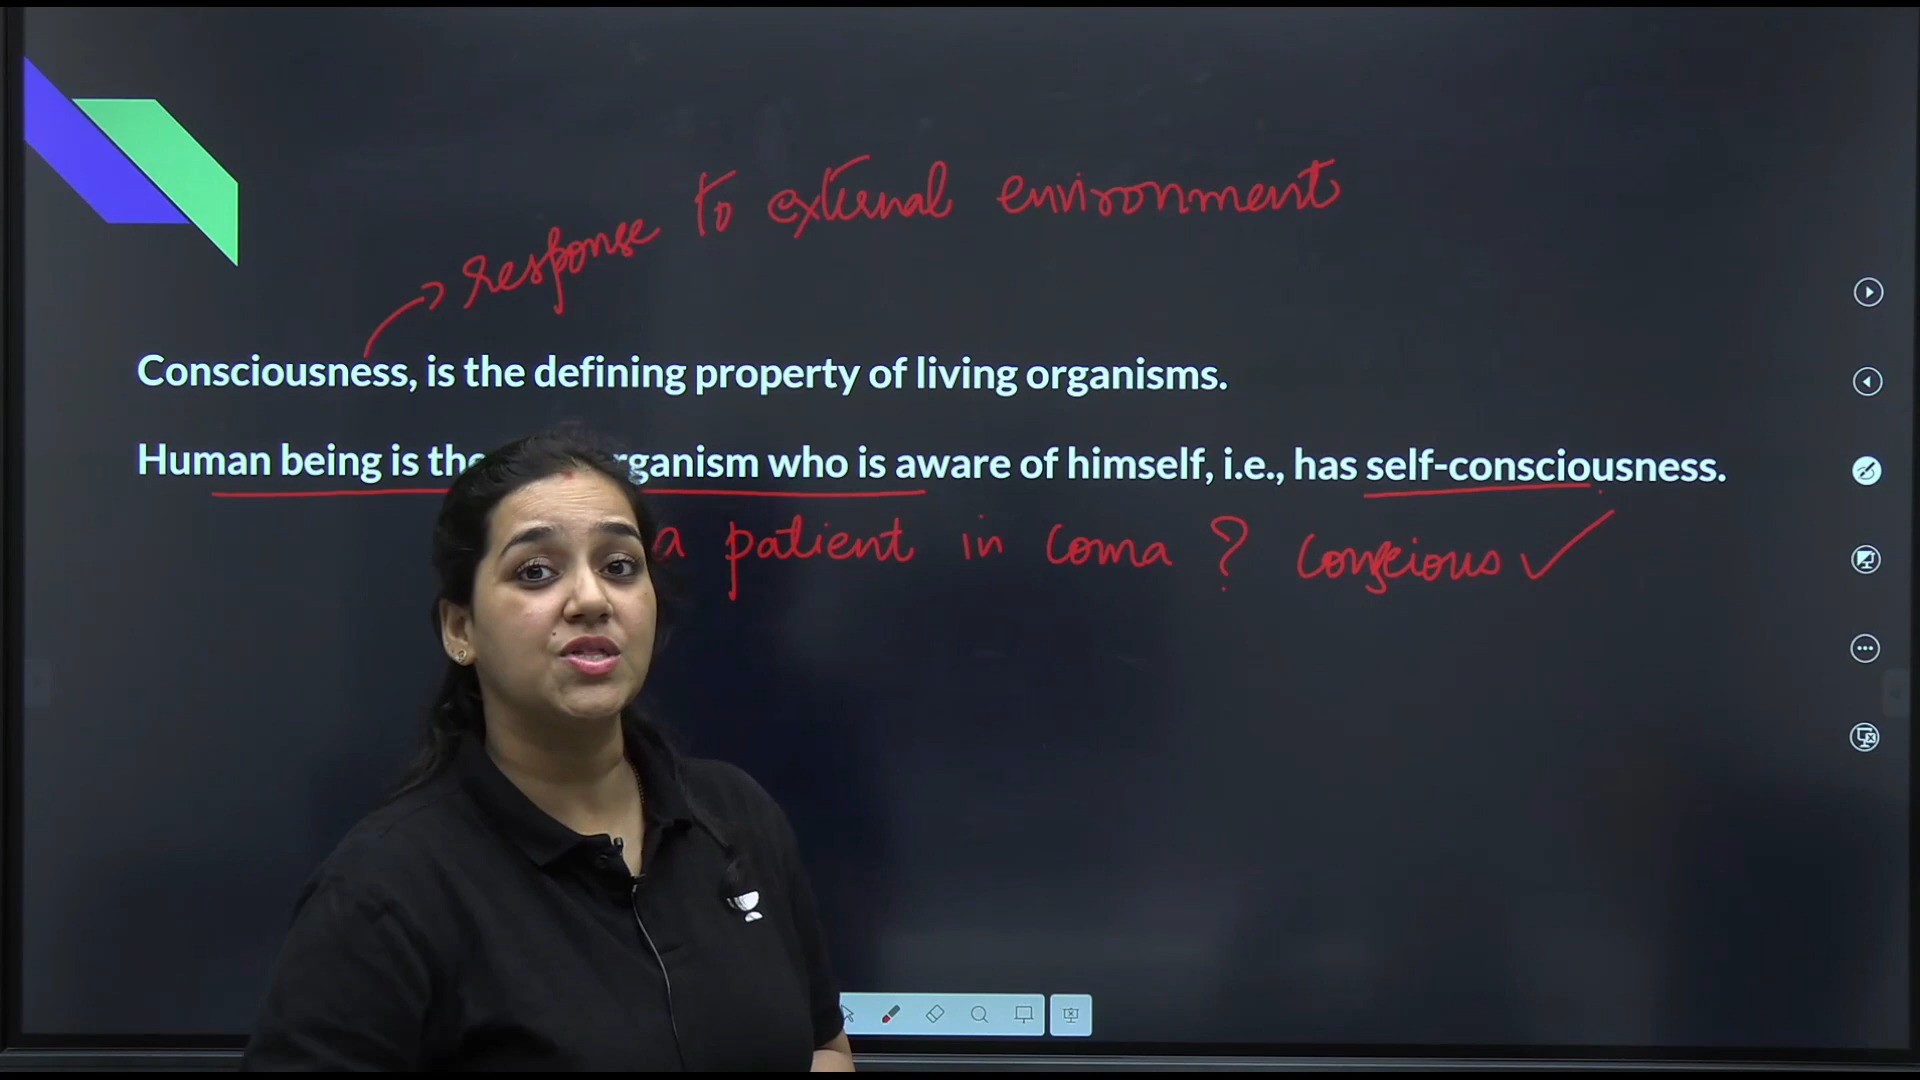 response to external environment
Consciousness, is the defining property of living organisms.
Human being is the organism who is aware of himself, i.e., has self-consciousness.
a patient in coma ? conscious ✓